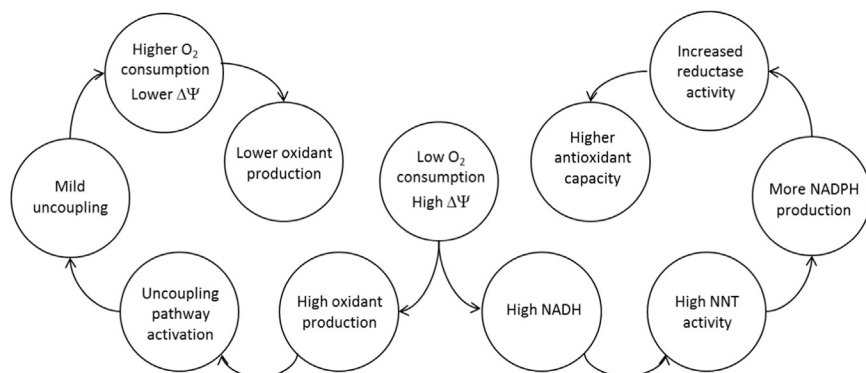 Higher O₂
consumption
Lower ΔΨ
Lower oxidant
production
Mild
uncoupling
Uncoupling
pathway
activation
High oxidant
production
Low O₂
consumption
High ΔΨ
High NADH
High NNT
activity
More NADPH
production
Increased
reductase
activity
Higher
antioxidant
capacity